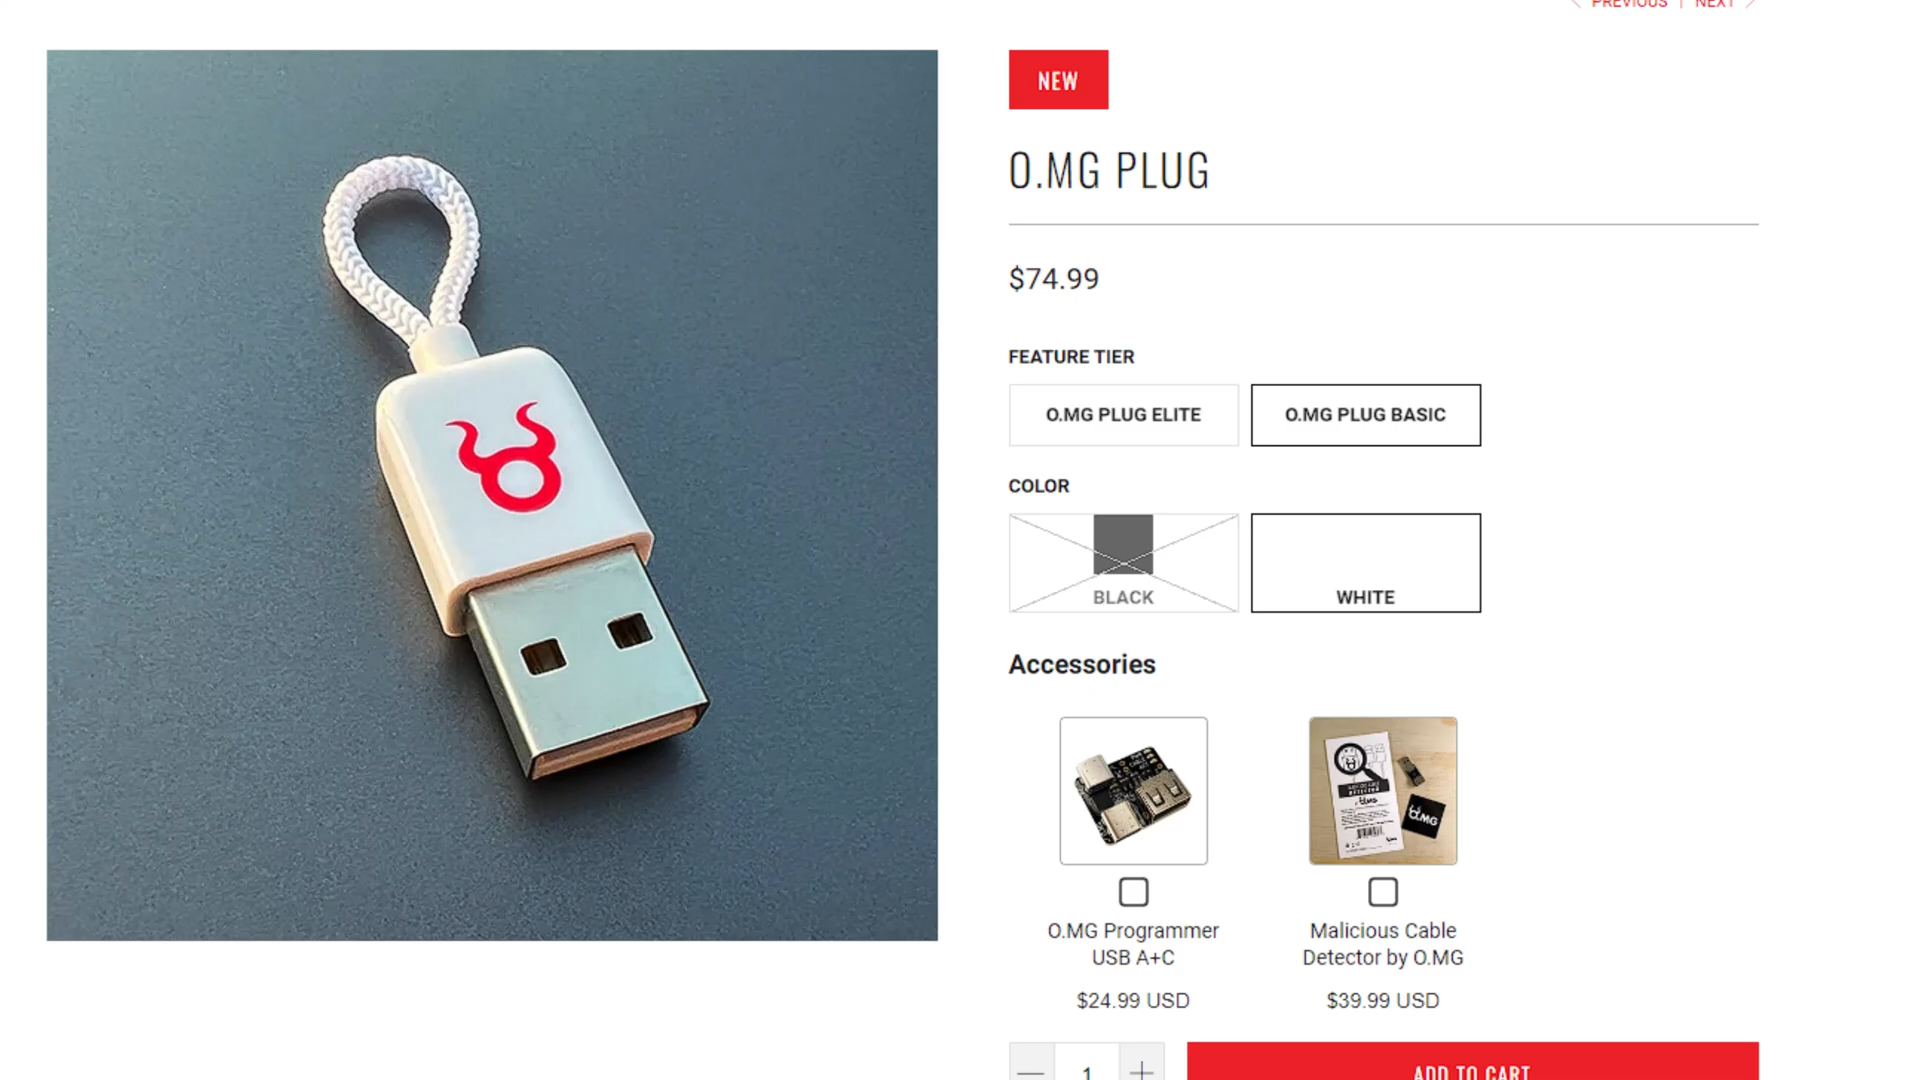 PREVIOUS | NEXT
NEW
O.MG PLUG
$74.99
FEATURE TIER
O.MG PLUG ELITE
O.MG PLUG BASIC
COLOR
BLACK
WHITE
Accessories
O.MG
O.MG Programmer
USB A+C
$24.99 USD
Malicious Cable
Detector by O.MG
$39.99 USD
1
ADD TO CART